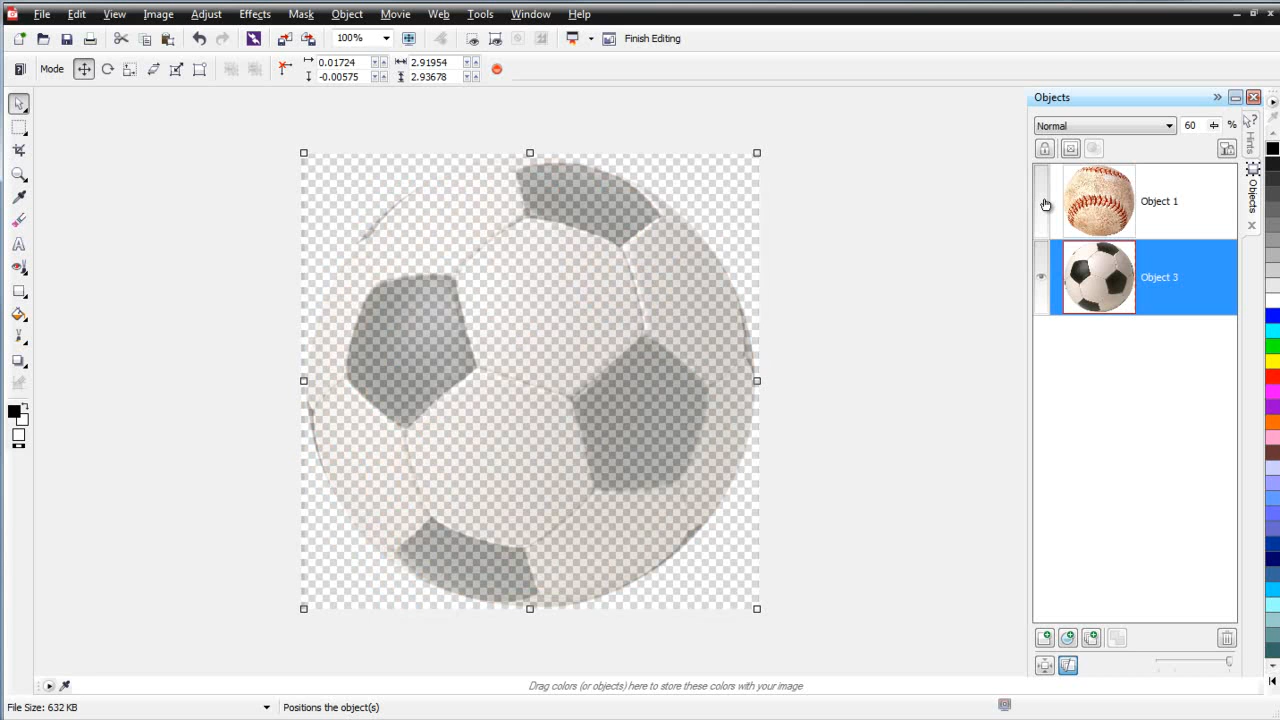 File Edit View Image Adjust Effects Mask Object Movie Web Tools Window Help
100% Finish Editing
Mode 0.01724 2.91954
-0.00575 2.93678
Objects
Normal 60 %
Hints
Object 1
Objects
Object 3
Drag colors (or objects) here to store these colors with your image
File Size: 632 KB Positions the object(s)